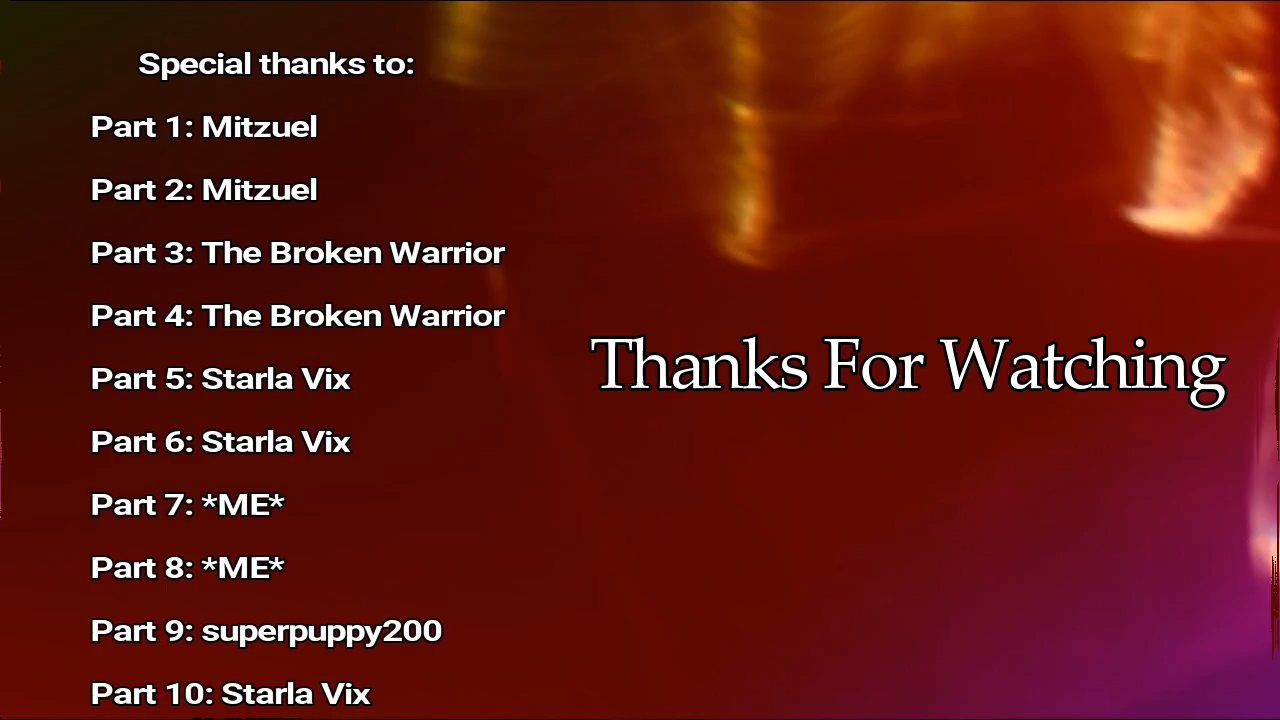 Special thanks to:
Part 1: Mitzuel
Part 2: Mitzuel
Part 3: The Broken Warrior
Part 4: The Broken Warrior
Part 5: Starla Vix
Part 6: Starla Vix
Part 7: *ME*
Part 8: *ME*
Part 9: superpuppy200
Part 10: Starla Vix
Thanks For Watching